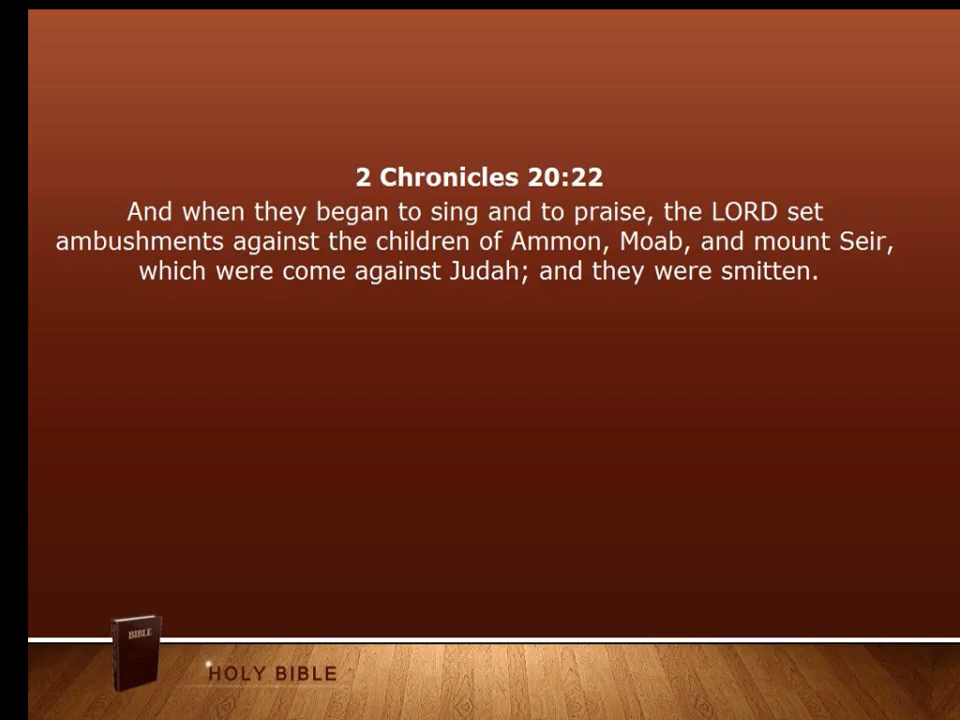 2 Chronicles 20:22
And when they began to sing and to praise, the LORD set
ambushments against the children of Ammon, Moab, and mount Seir,
which were come against Judah; and they were smitten.
BIBLE
HOLY BIBLE